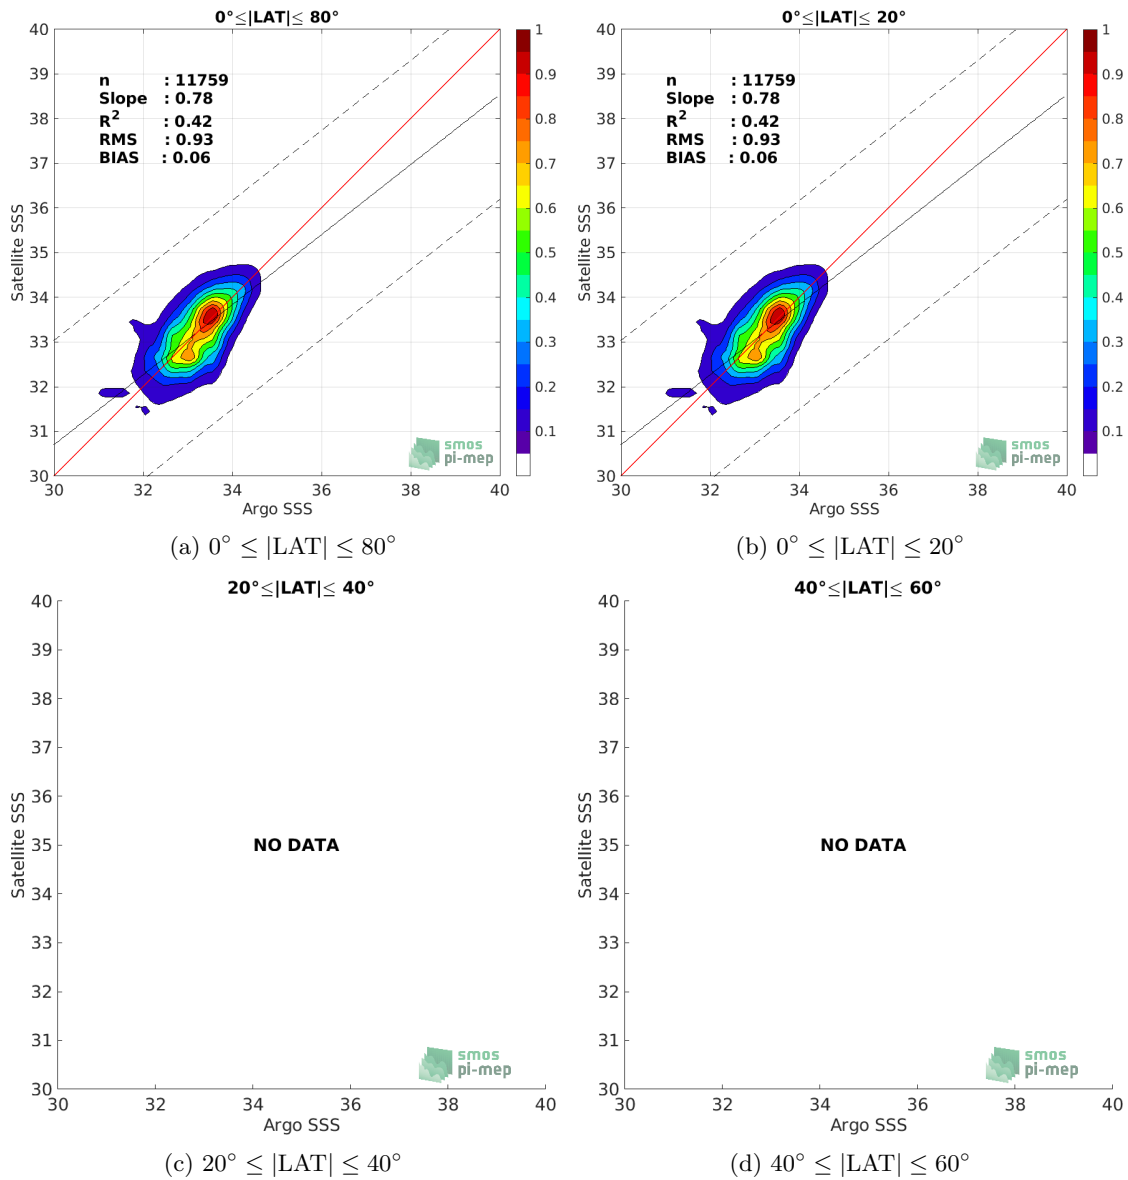 0°≤|LAT|≤ 80°
40
39
38
37
36
35
34
33
32
31
30
Satellite SSS
n : 11759
Slope : 0.78
R2 : 0.42
RMS : 0.93
BIAS : 0.06
1
0.9
0.8
0.7
0.6
0.5
0.4
0.3
0.2
0.1
smos
pi-mep
30 32 34 36 38 40
Argo SSS
(a) 0° ≤ |LAT| ≤ 80°
0°≤|LAT|≤ 20°
40
39
38
37
36
35
34
33
32
31
30
Satellite SSS
n : 11759
Slope : 0.78
R2 : 0.42
RMS : 0.93
BIAS : 0.06
1
0.9
0.8
0.7
0.6
0.5
0.4
0.3
0.2
0.1
smos
pi-mep
30 32 34 36 38 40
Argo SSS
(b) 0° ≤ |LAT| ≤ 20°
20°≤|LAT|≤ 40°
40
39
38
37
36
35
34
33
32
31
30
Satellite SSS
NO DATA
smos
pi-mep
30 32 34 36 38 40
Argo SSS
(c) 20° ≤ |LAT| ≤ 40°
40°≤|LAT|≤ 60°
40
39
38
37
36
35
34
33
32
31
30
Satellite SSS
NO DATA
smos
pi-mep
30 32 34 36 38 40
Argo SSS
(d) 40° ≤ |LAT| ≤ 60°